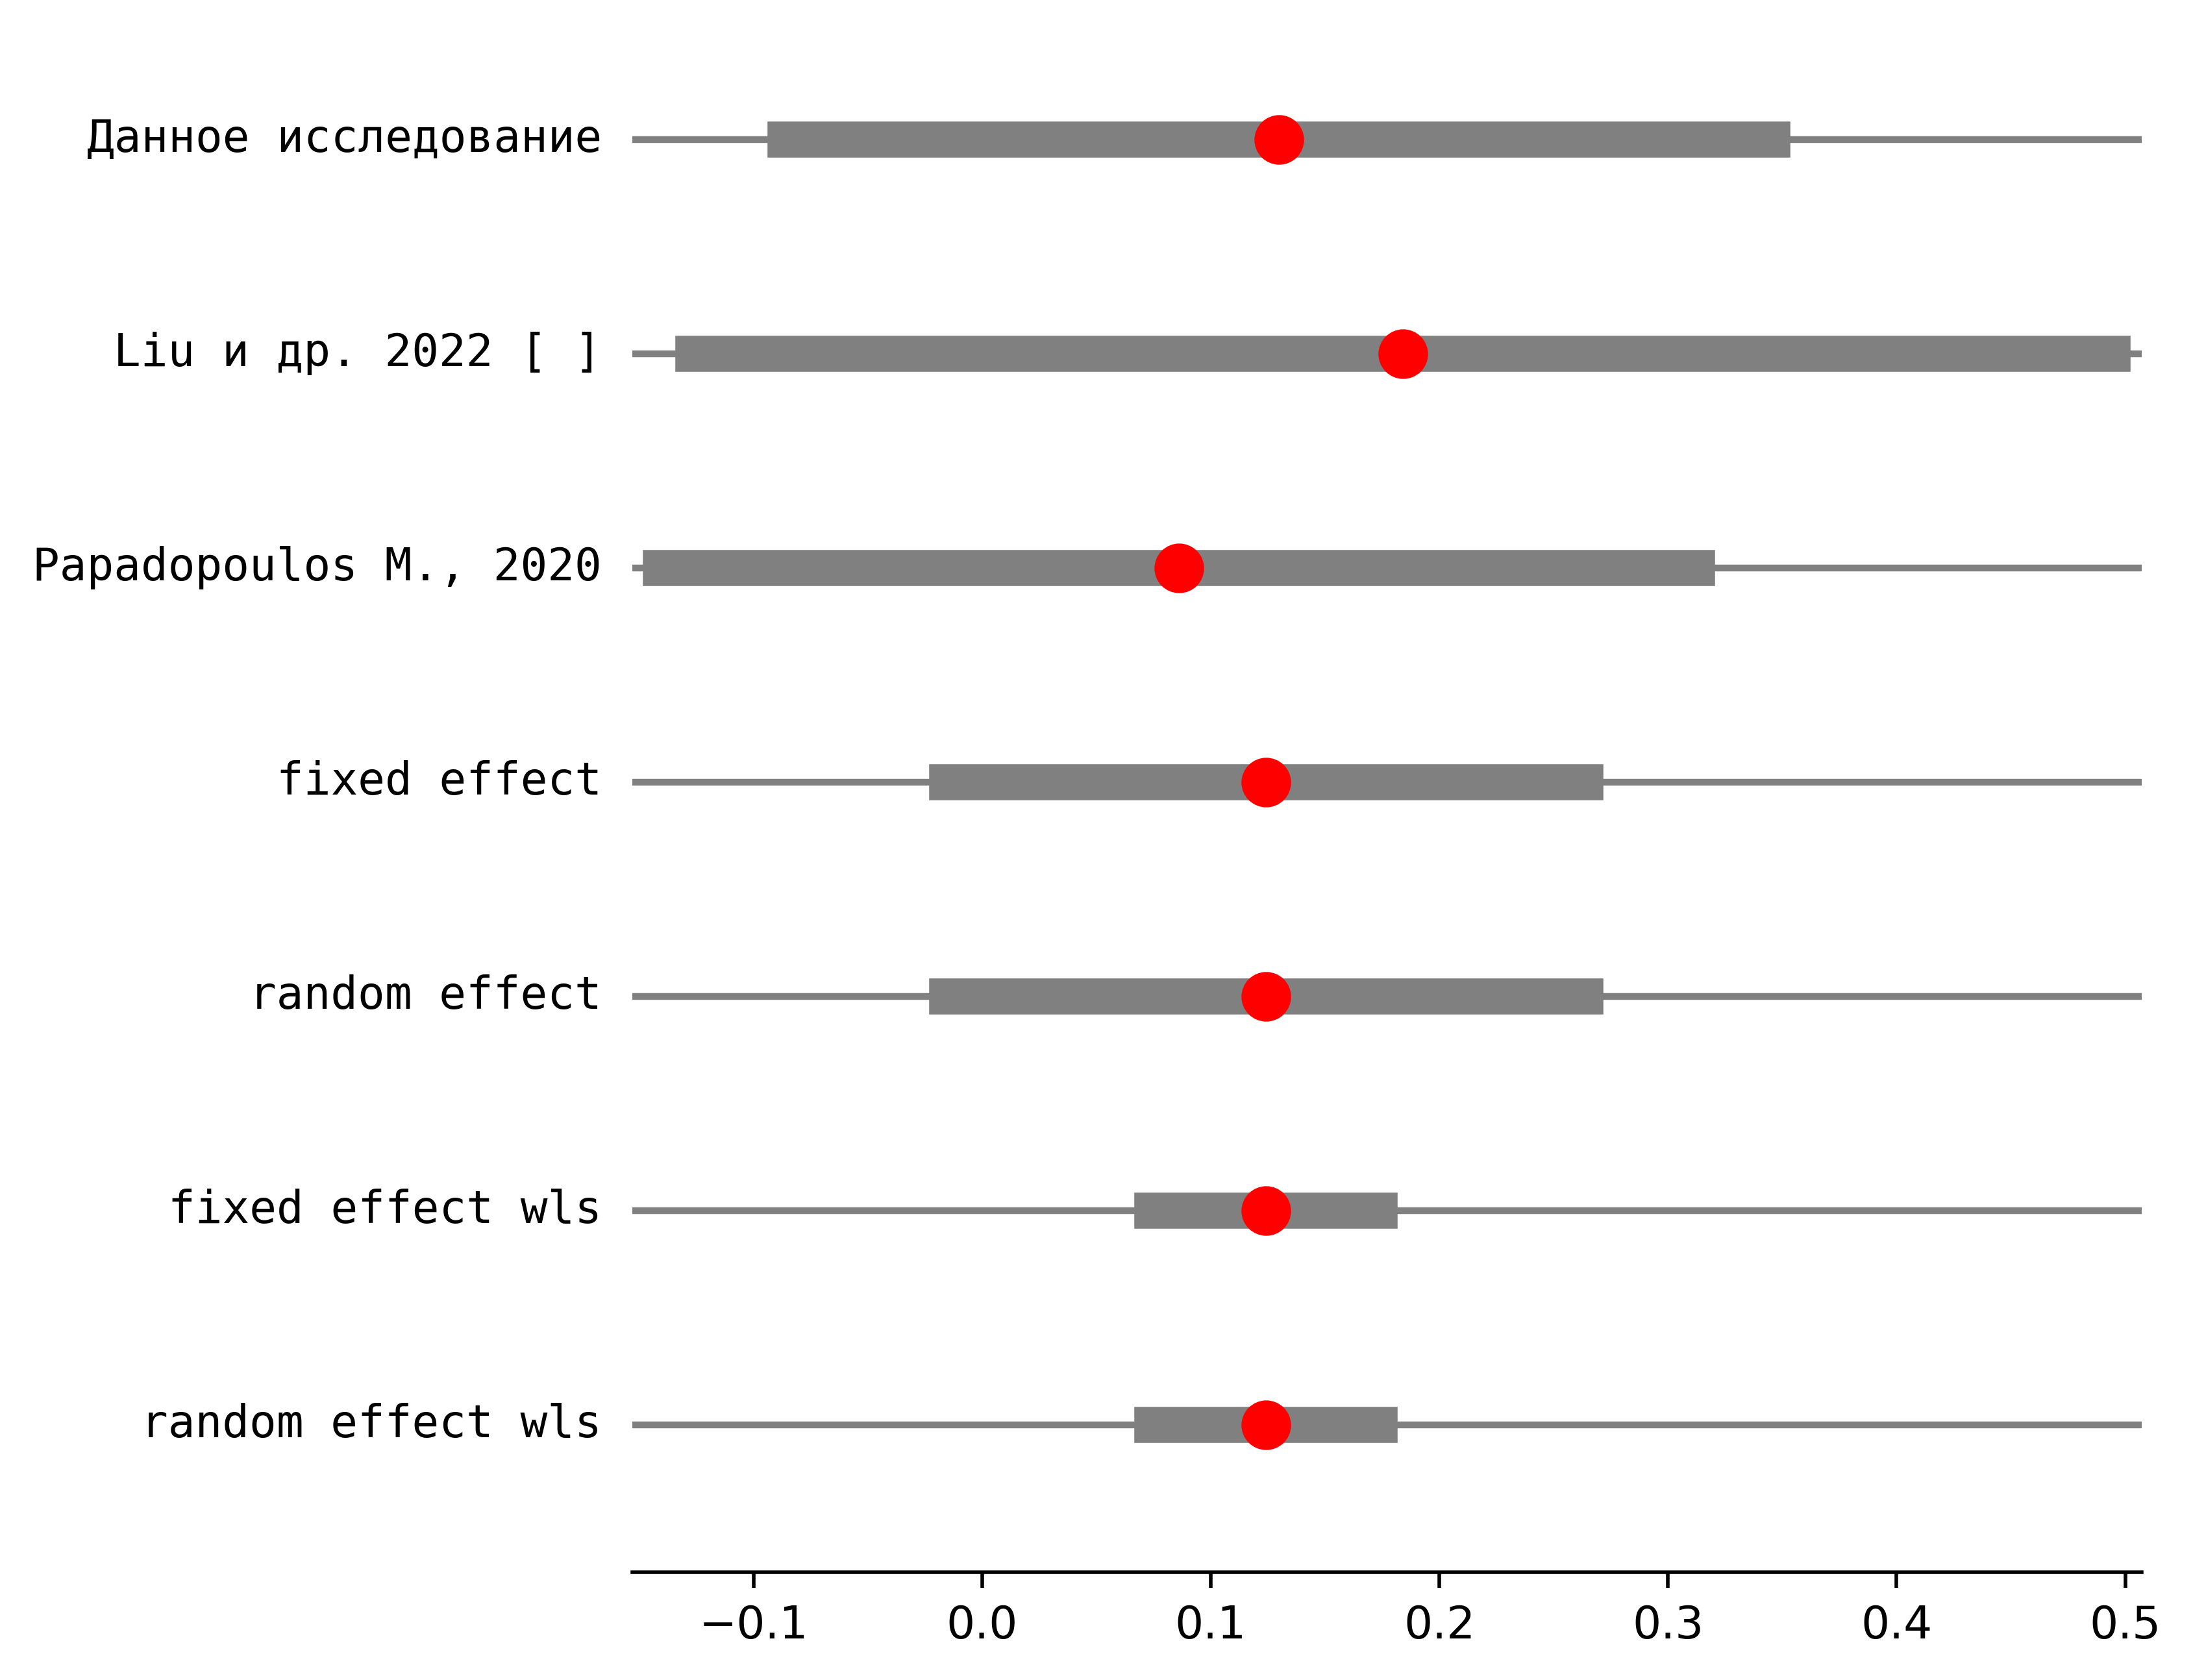 Данное исследование
Liu и др. 2022 [ ]
Papadopoulos M., 2020
fixed effect
random effect
fixed effect wls
random effect wls
−0.1 0.0 0.1 0.2 0.3 0.4 0.5